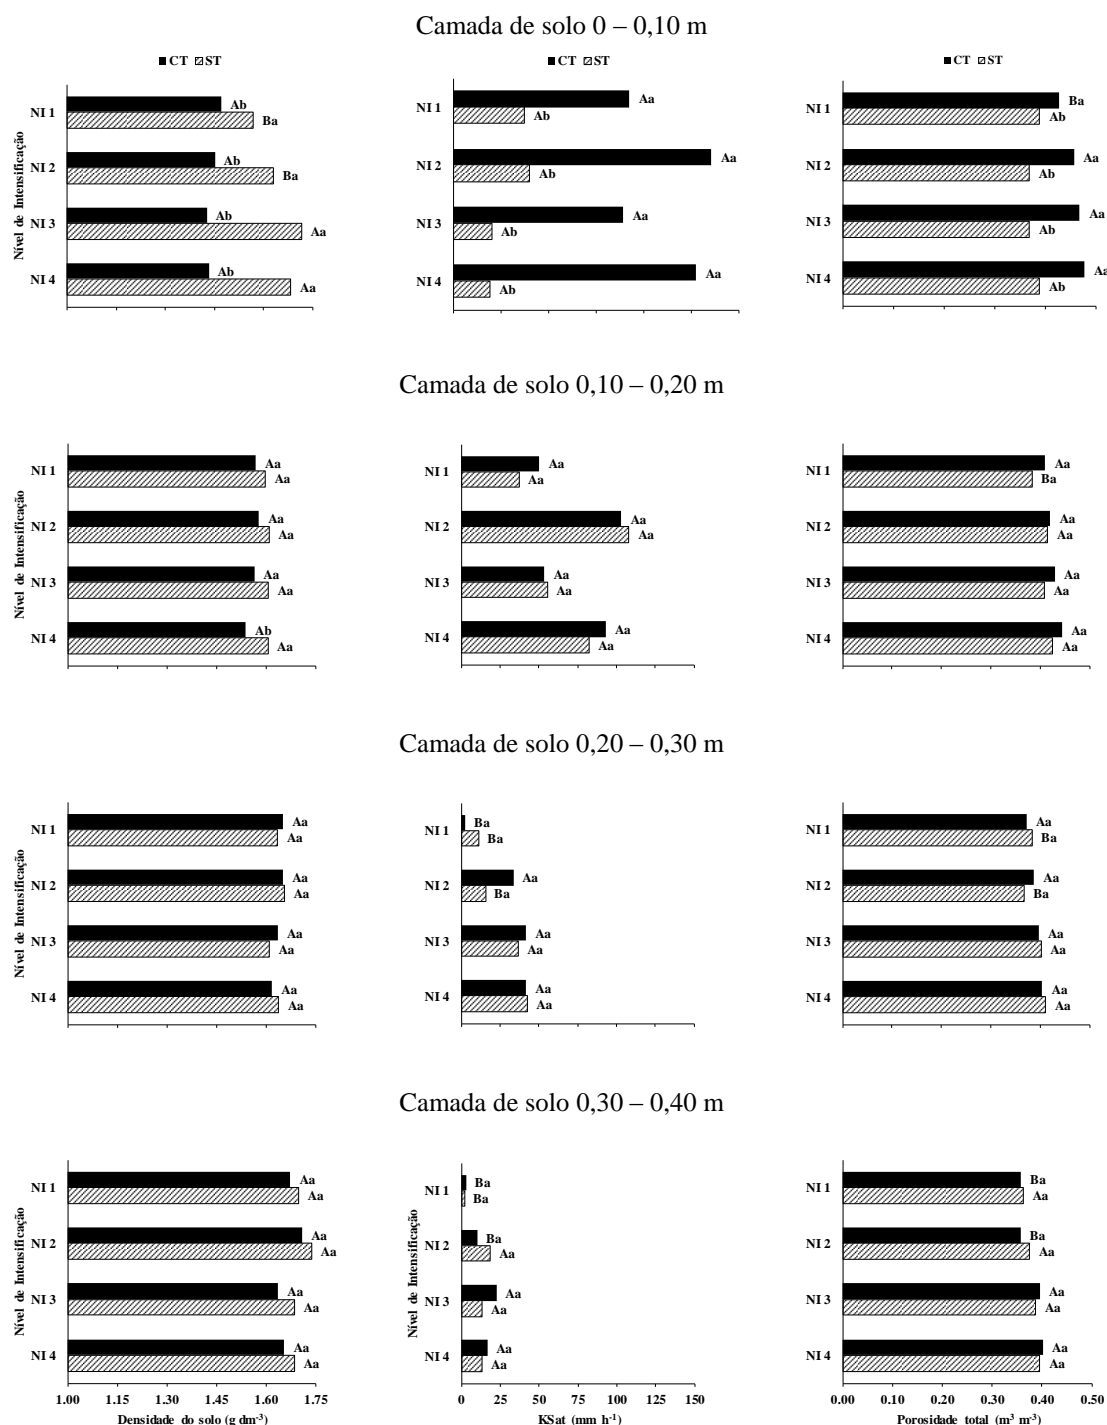 Camada de solo 0 – 0,10 m
CT ST
CT ST
CT ST
Nível de Intensificação
NI 1
Ab
Ba
NI 2
Ab
Ba
NI 3
Ab
Aa
NI 4
Ab
Aa
NI 1
Aa
Ab
NI 2
Aa
Ab
NI 3
Aa
Ab
NI 4
Aa
Ab
NI 1
Ba
Ab
NI 2
Aa
Ab
NI 3
Aa
Ab
NI 4
Aa
Ab
Camada de solo 0,10 – 0,20 m
Nível de Intensificação
NI 1
Aa
Aa
NI 2
Aa
Aa
NI 3
Aa
Aa
NI 4
Ab
Aa
NI 1
Aa
Aa
NI 2
Aa
Aa
NI 3
Aa
Aa
NI 4
Aa
Aa
NI 1
Aa
Ba
NI 2
Aa
Aa
NI 3
Aa
Aa
NI 4
Aa
Aa
Camada de solo 0,20 – 0,30 m
Nível de Intensificação
NI 1
Aa
Aa
NI 2
Aa
Aa
NI 3
Aa
Aa
NI 4
Aa
Aa
NI 1
Ba
Ba
NI 2
Aa
Ba
NI 3
Aa
Aa
NI 4
Aa
Aa
NI 1
Aa
Ba
NI 2
Aa
Ba
NI 3
Aa
Aa
NI 4
Aa
Aa
Camada de solo 0,30 – 0,40 m
Nível de Intensificação
NI 1
Aa
Aa
NI 2
Aa
Aa
NI 3
Aa
Aa
NI 4
Aa
Aa
1.00 1.15 1.30 1.45 1.60 1.75
Densidade do solo (g dm⁻³)
Nível de Intensificação
NI 1
Ba
Ba
NI 2
Ba
Aa
NI 3
Aa
Aa
NI 4
Aa
Aa
0 25 50 75 100 125 150
KSat (mm h⁻¹)
NI 1
Ba
Aa
NI 2
Ba
Aa
NI 3
Aa
Aa
NI 4
Aa
Aa
0.00 0.10 0.20 0.30 0.40 0.50
Porosidade total (m³ m⁻³)